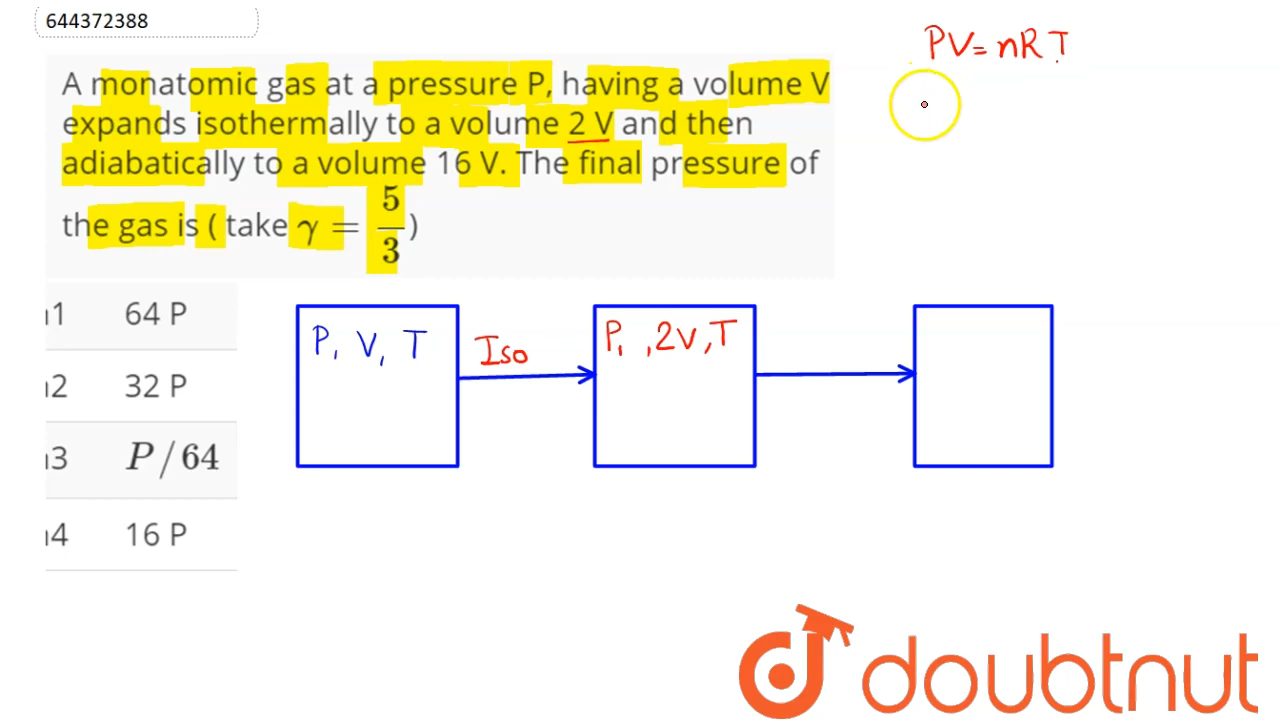 644372388
PV = nRT
A monatomic gas at a pressure P, having a volume V
expands isothermally to a volume 2 V and then
adiabatically to a volume 16 V. The final pressure of
the gas is ( take γ = 5/3)
1 64 P
2 32 P
3 P/64
4 16 P
P, V, T
Iso
P, , 2V, T
doubtnut